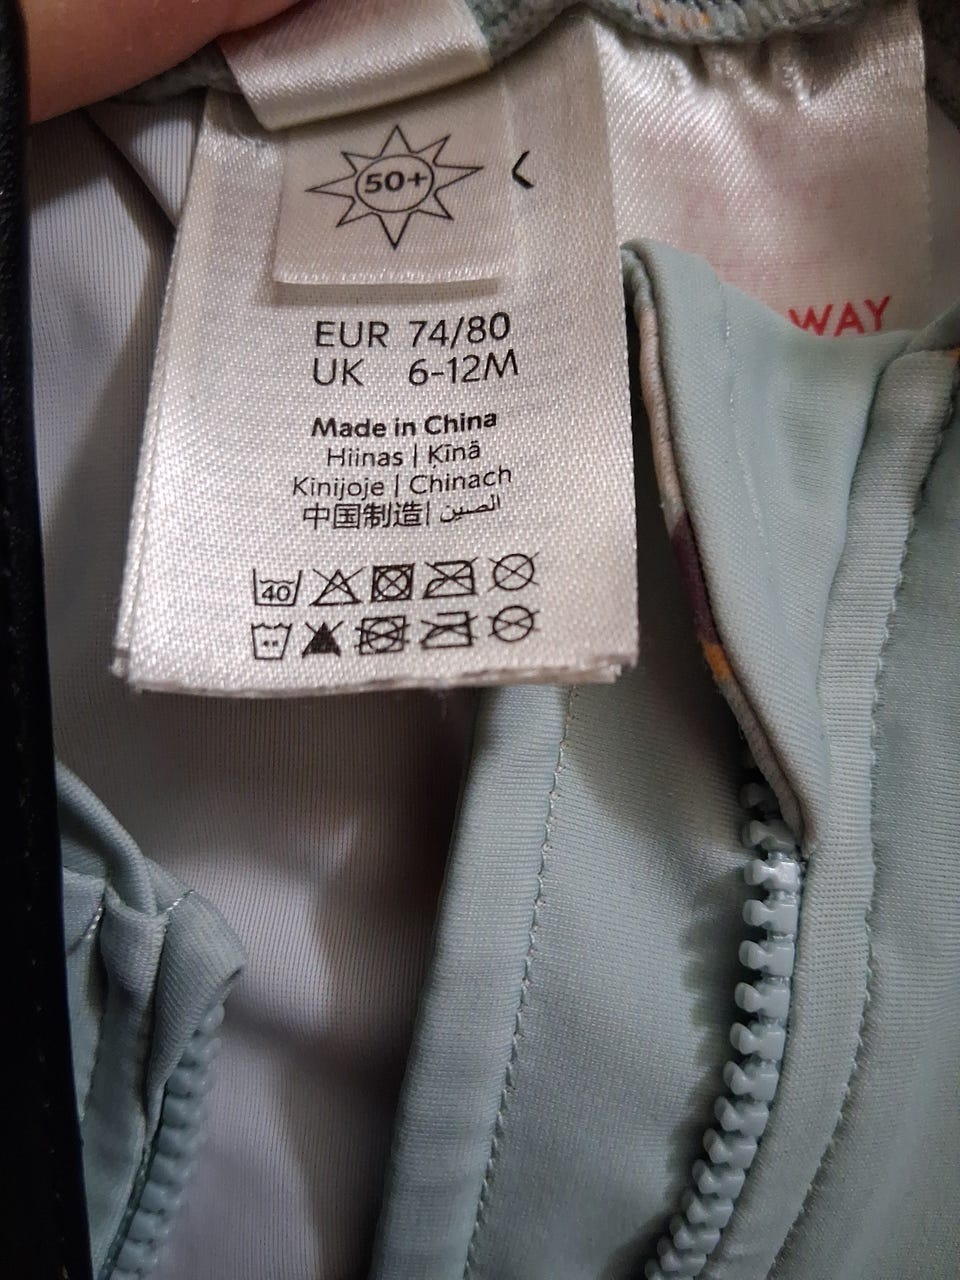 50+
EUR 74/80
UK 6-12M
Made in China
Hiinas | Ķīnā
Kinijoje | Chinach
中国制造| الصين
40
WAY